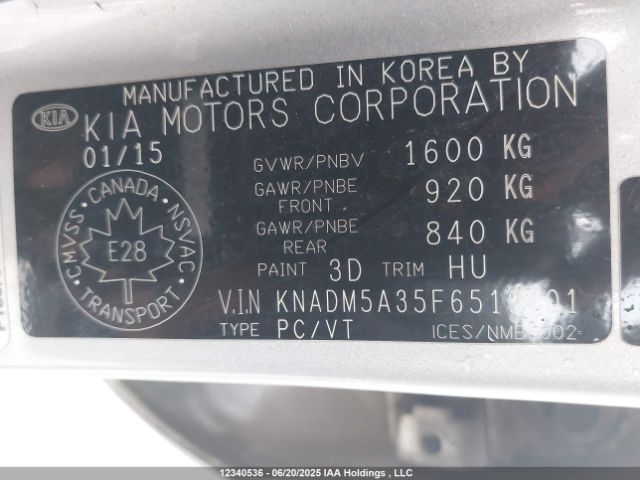 MANUFACTURED IN KOREA BY
KIA KIA MOTORS CORPORATION
01/15
GVWR/PNBV 1600 KG
GAWR/PNBE FRONT 920 KG
GAWR/PNBE REAR 840 KG
PAINT 3D TRIM HU
V.I.N
TYPE PC/VT
CANADA
CMVSS • NSVAC
E28
TRANSPORT
12340536 - 06/20/2025 IAA Holdings , LLC